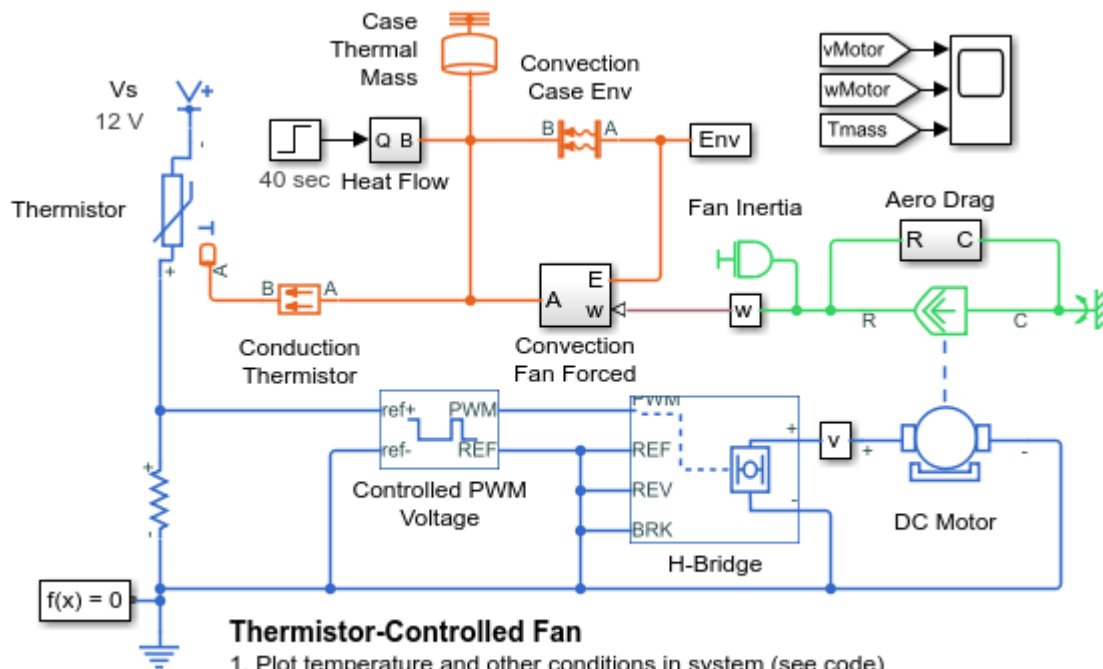 Case
Thermal
Mass
Convection
Case Env
vMotor
wMotor
Tmass
Vs
12 V
V+
-
Q B
B
A
Env
40 sec
Heat Flow
Thermistor
Fan Inertia
Aero Drag
R C
T
A
+
B
A
A
E
w
w
R
C
Conduction
Thermistor
Convection
Fan Forced
ref+
PWM
ref-
REF
PWM
REF
REV
BRK
+
-
v
+
-
+
-
Controlled PWM
Voltage
H-Bridge
DC Motor
f(x) = 0
Thermistor-Controlled Fan
1. Plot temperature and other conditions in system (see code)